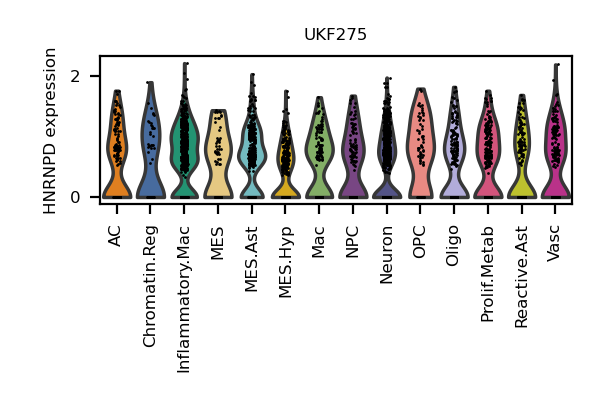 UKF275
HNRNPD expression
2
0
AC
Chromatin.Reg
Inflammatory.Mac
MES
MES.Ast
MES.Hyp
Mac
NPC
Neuron
OPC
Oligo
Prolif.Metab
Reactive.Ast
Vasc